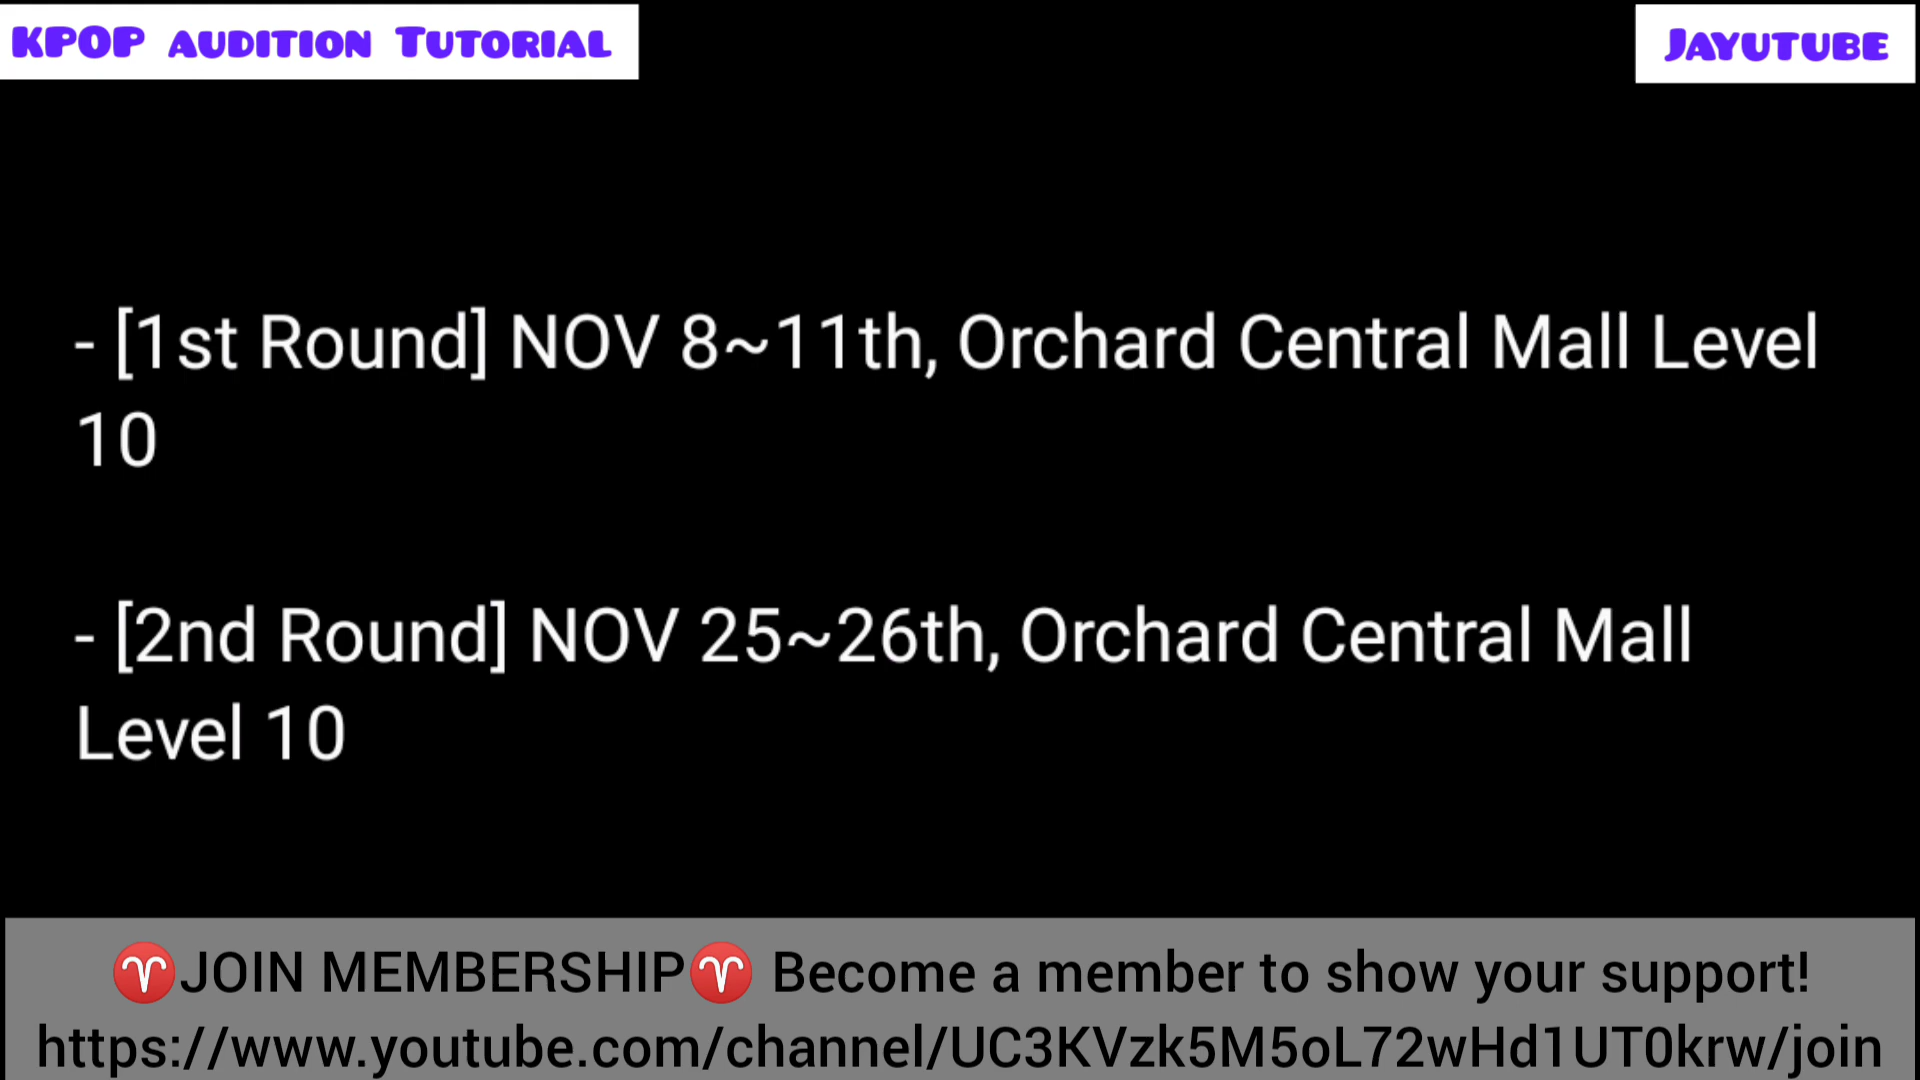 KPOP AUDITION TUTORIAL
JAYUTUBE
- [1st Round] NOV 8~11th, Orchard Central Mall Level
10
- [2nd Round] NOV 25~26th, Orchard Central Mall
Level 10
♈JOIN MEMBERSHIP♈ Become a member to show your support!
https://www.youtube.com/channel/UC3KVzk5M5oL72wHd1UT0krw/join